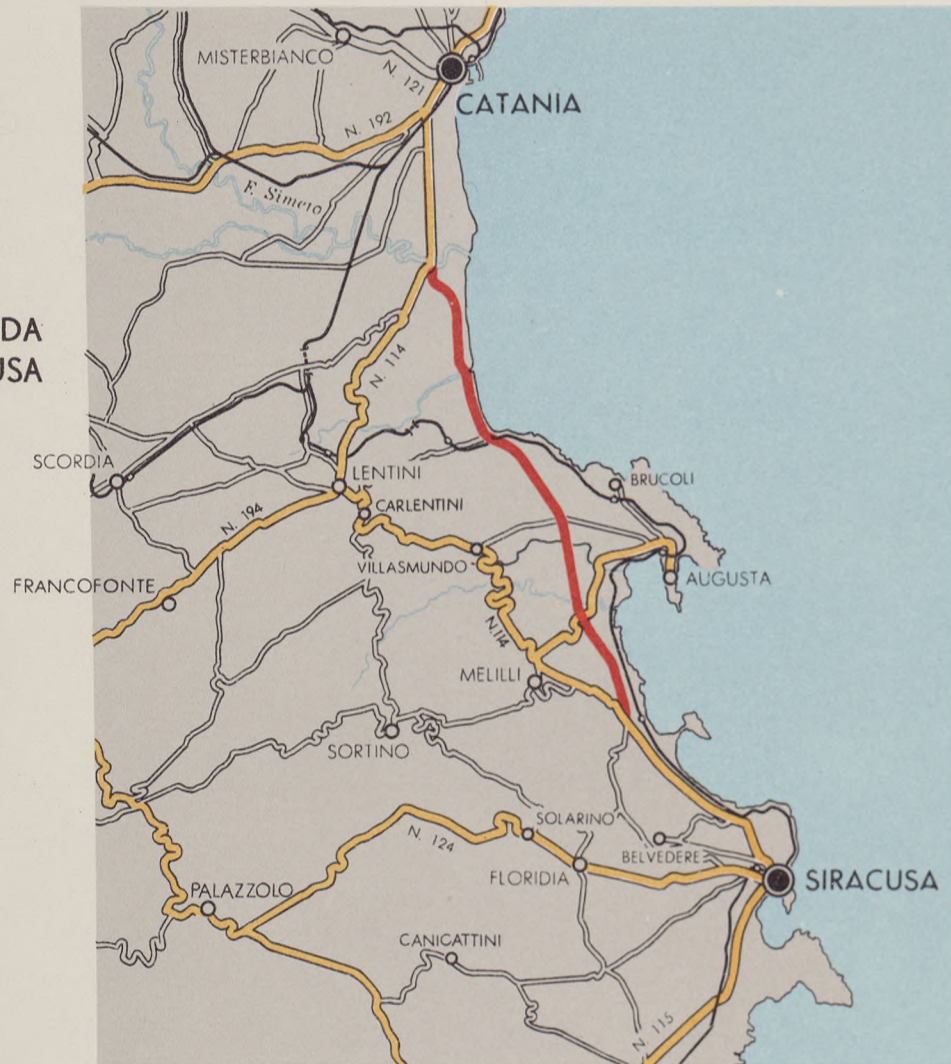 MISTERBIANCO
N. 121
CATANIA
N. 192
F. Simeto
DA
USA
N. 114
SCORDIA
LENTINI
BRUCOLI
CARLENTINI
N. 194
VILLASMUNDO
AUGUSTA
FRANCOFONTE
N. 114
MELILLI
SORTINO
SOLARINO
N. 124
BELVEDERE
FLORIDIA
SIRACUSA
PALAZZOLO
CANICATTINI
N. 115